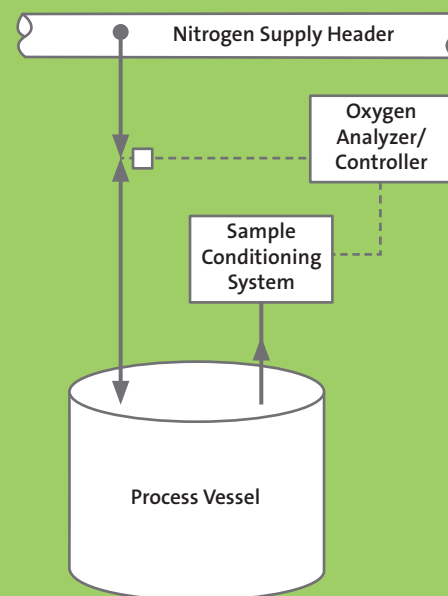 Nitrogen Supply Header
Oxygen
Analyzer/
Controller
Sample
Conditioning
System
Process Vessel